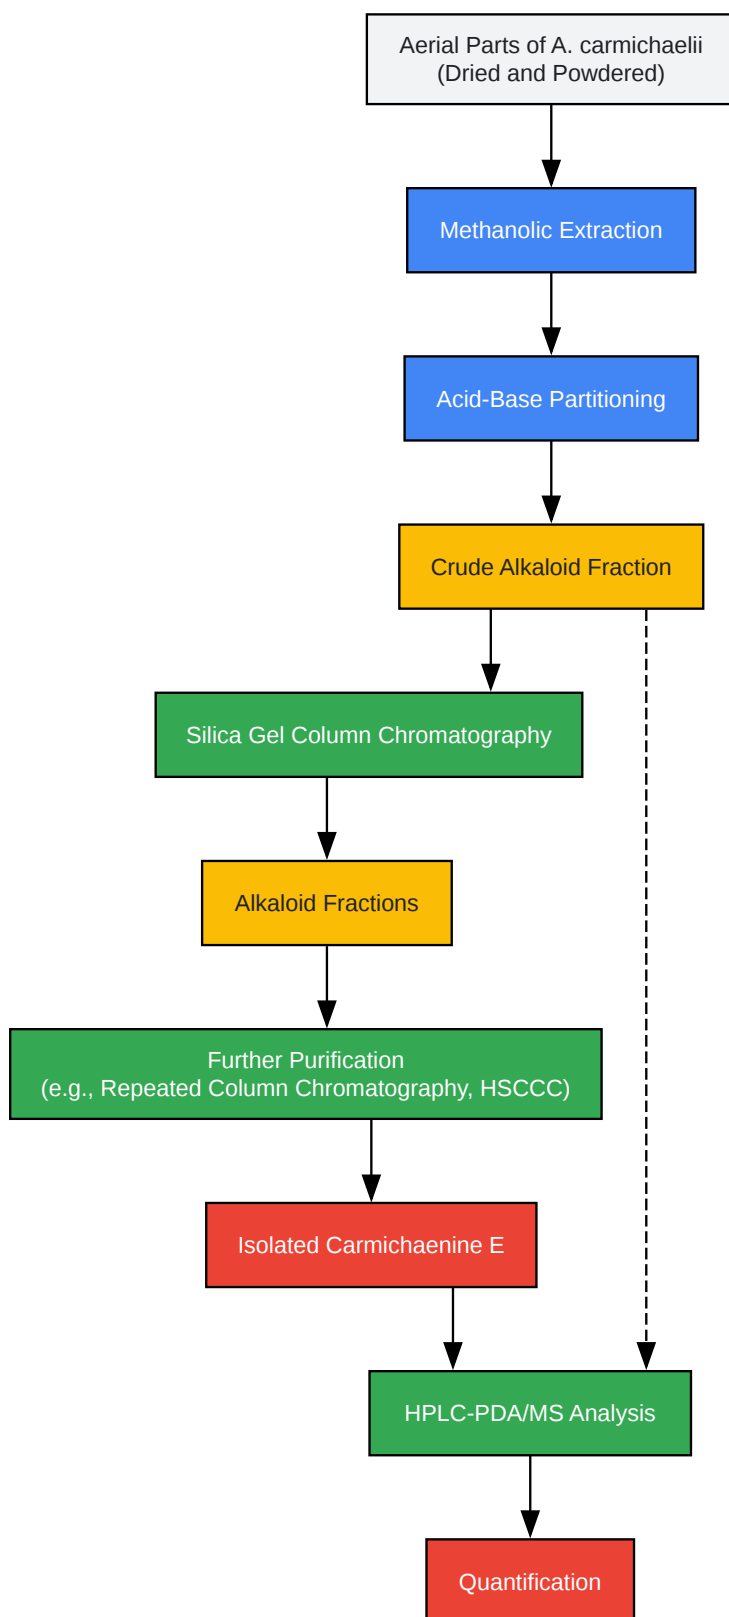 Aerial Parts of A. carmichaelii
(Dried and Powdered)
Methanolic Extraction
Acid-Base Partitioning
Crude Alkaloid Fraction
Silica Gel Column Chromatography
Alkaloid Fractions
Further Purification
(e.g., Repeated Column Chromatography, HSCCC)
Isolated Carmichaenine E
HPLC-PDA/MS Analysis
Quantification